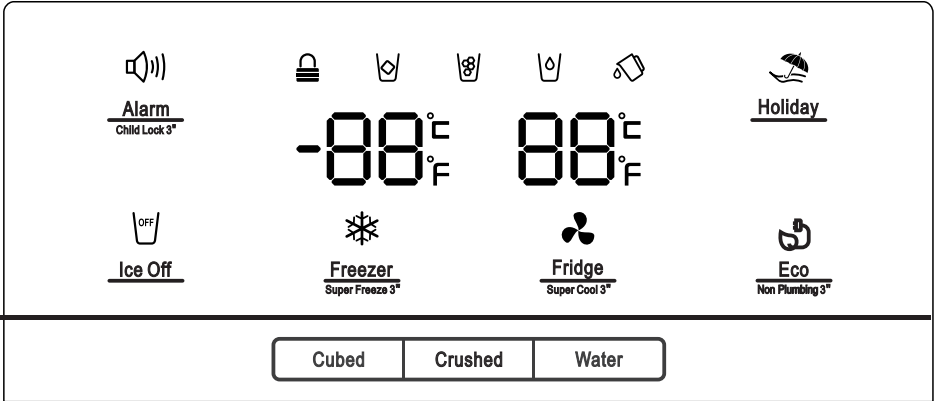 Alarm
Child Lock 3"
-88°C
°F
88°C
°F
Holiday
OFF
Ice Off
Freezer
Super Freeze 3"
Fridge
Super Cool 3"
Eco
Non Plumbing 3"
Cubed
Crushed
Water